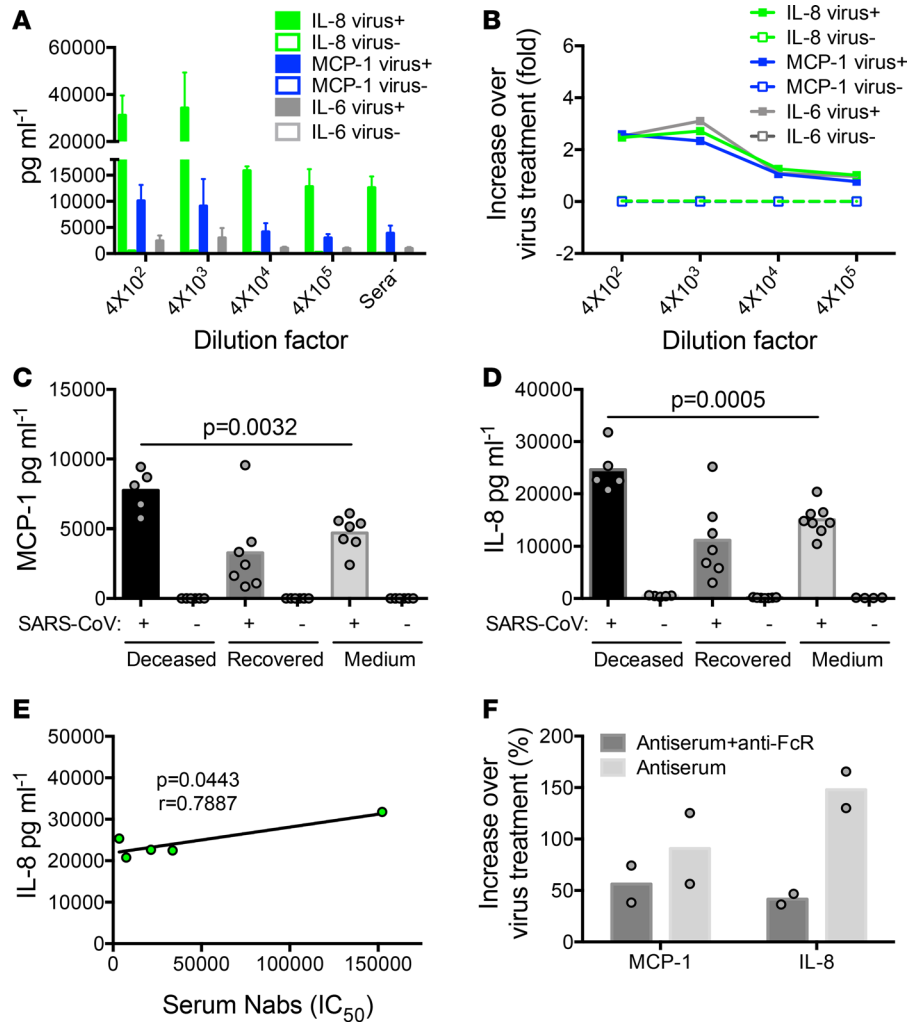 A
IL-8 virus+
IL-8 virus-
MCP-1 virus+
MCP-1 virus-
IL-6 virus+
IL-6 virus-
pg ml-1
60000
40000
20000
15000
10000
5000
0
4X10²
4X10³
4X10⁴
4X10⁵
Sera-
Dilution factor
B
IL-8 virus+
IL-8 virus-
MCP-1 virus+
MCP-1 virus-
IL-6 virus+
IL-6 virus-
Increase over
virus treatment (fold)
6
4
2
0
-2
4X10²
4X10³
4X10⁴
4X10⁵
Dilution factor
C
MCP-1 pg ml-1
15000
10000
5000
0
p=0.0032
SARS-CoV: + - + - + -
Deceased Recovered Medium
D
IL-8 pg ml-1
40000
30000
20000
10000
0
p=0.0005
SARS-CoV: + - + - + -
Deceased Recovered Medium
E
IL-8 pg ml-1
50000
40000
30000
20000
10000
0
p=0.0443
r=0.7887
0 50000 100000 150000
Serum Nabs (IC50)
F
Increase over
virus treatment (%)
200
150
100
50
0
Antiserum+anti-FcR
Antiserum
MCP-1 IL-8